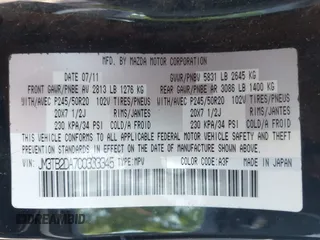 MFD. BY MAZDA MOTOR CORPORATION
DATE 07/11 GVWR/PNBV 5831 LB 2645 KG
FRONT GAWR/PNBE AV 2813 LB 1276 KG REAR GAWR/PNBE AR 3086 LB 1400 KG
WITH/AVEC P245/50R20 102V TIRES/PNEUS WITH/AVEC P245/50R20 102V TIRES/PNEUS
20X7 1/2J RIMS/JANTES 20X7 1/2J RIMS/JANTES
230 KPA/34 PSI COLD/A FROID 230 KPA/34 PSI COLD/A FROID
THIS VEHICLE CONFORMS TO ALL APPLICABLE FEDERAL MOTOR VEHICLE
SAFETY AND THEFT PREVENTION STANDARDS IN EFFECT ON THE DATE
OF MANUFACTURE SHOWN ABOVE.
VIN: JM3TB2DA7C0333345 TYPE: MPV COLOR: A3F MADE IN JAPAN
DREAMBID